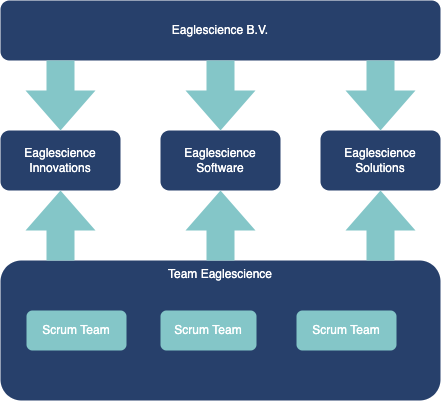 Eaglescience B.V.
Eaglescience
Innovations
Eaglescience
Software
Eaglescience
Solutions
Team Eaglescience
Scrum Team
Scrum Team
Scrum Team